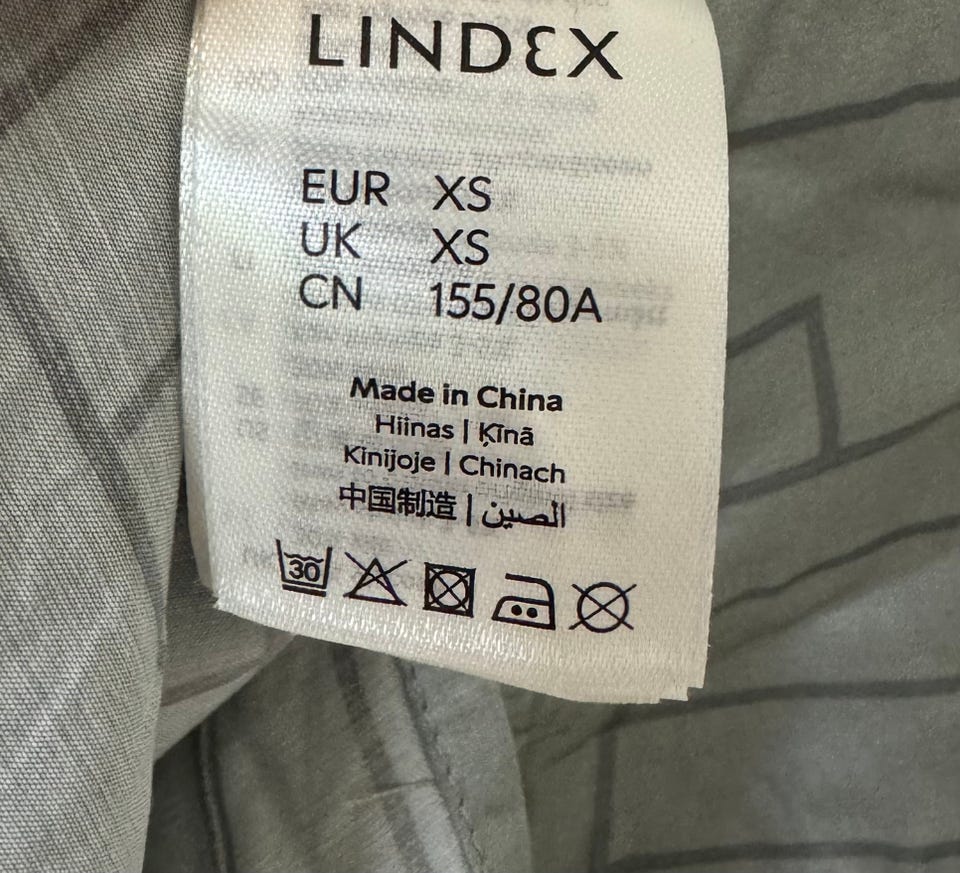 LINDEX
EUR XS
UK XS
CN 155/80A
Made in China
Hiinas | Ķīnā
Kinijoje | Chinach
中国制造 | الصين
30